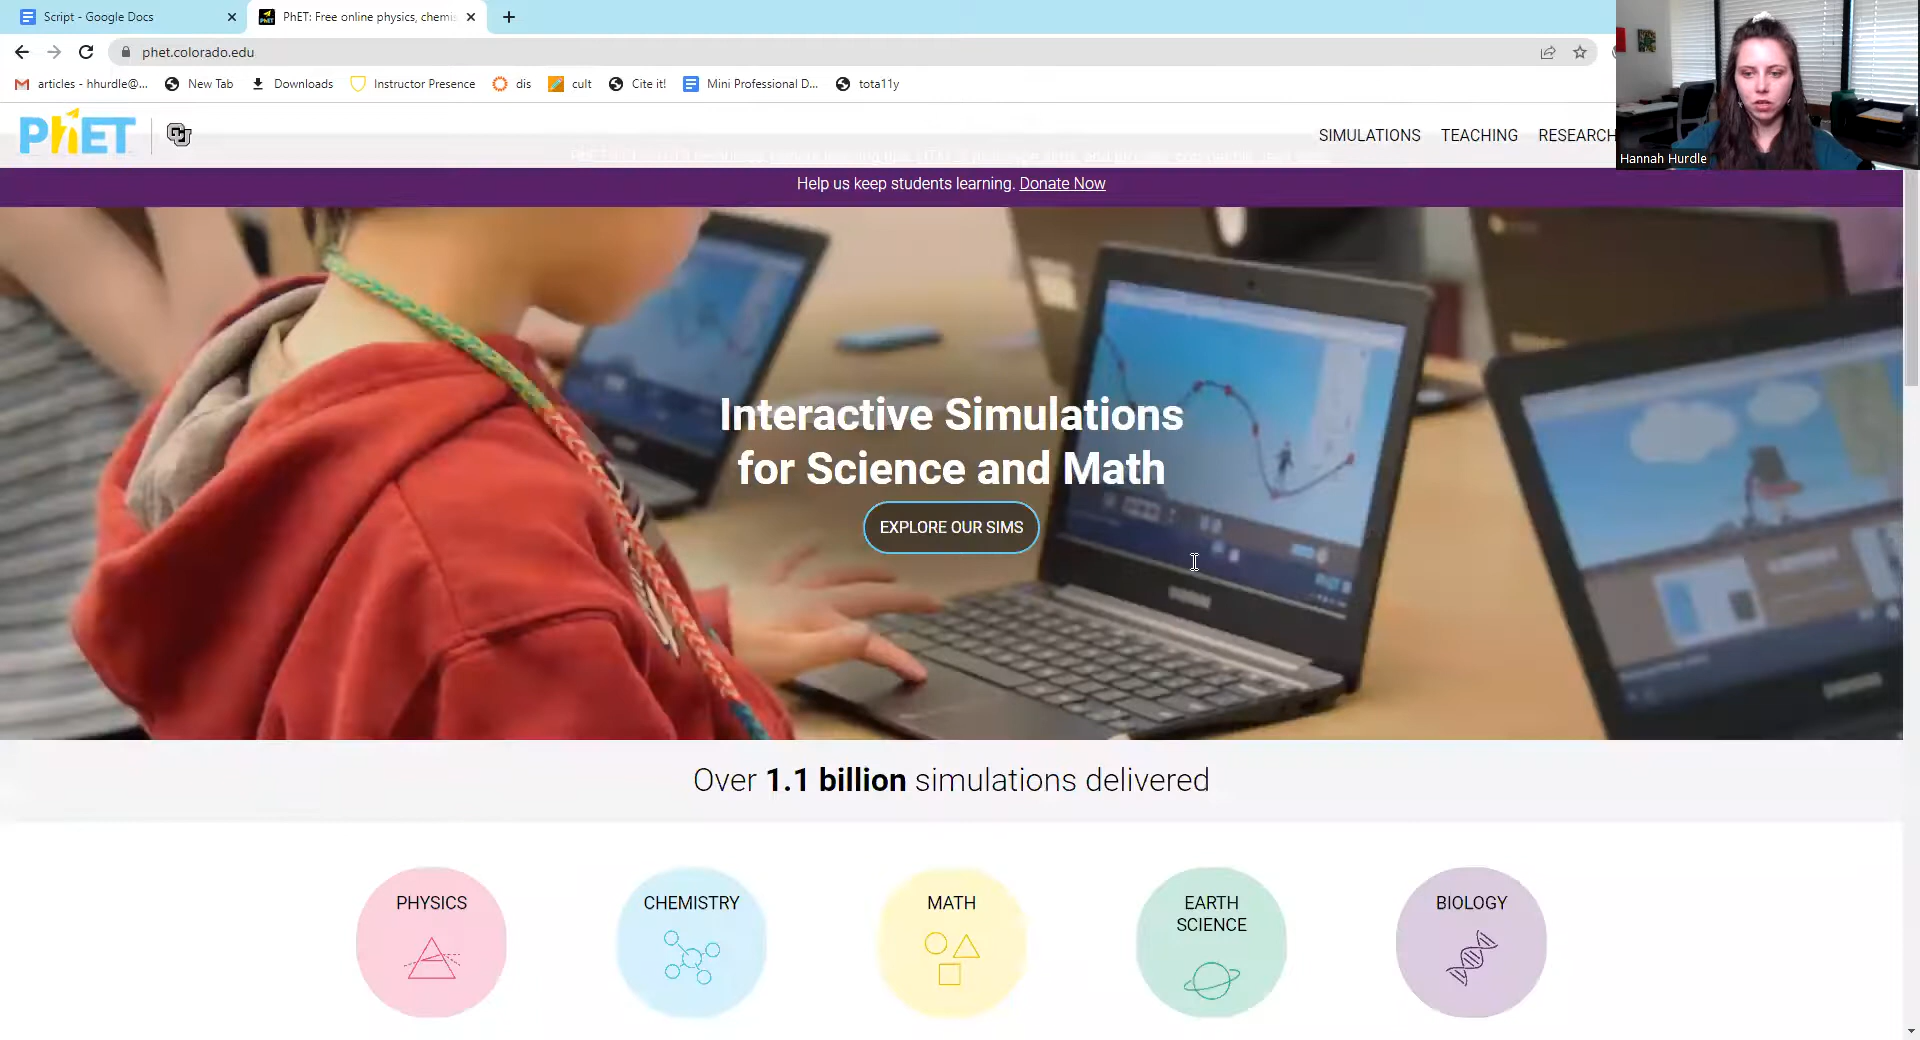 Script - Google Docs
PhET: Free online physics, chemis
phet.colorado.edu
articles - hhurdle@...
New Tab
Downloads
Instructor Presence
dis
cult
Cite it!
Mini Professional D...
tota11y
PhET
SIMULATIONS
TEACHING
RESEARCH
Hannah Hurdle
Help us keep students learning. Donate Now
Interactive Simulations
for Science and Math
EXPLORE OUR SIMS
Over 1.1 billion simulations delivered
PHYSICS
CHEMISTRY
MATH
EARTH
SCIENCE
BIOLOGY